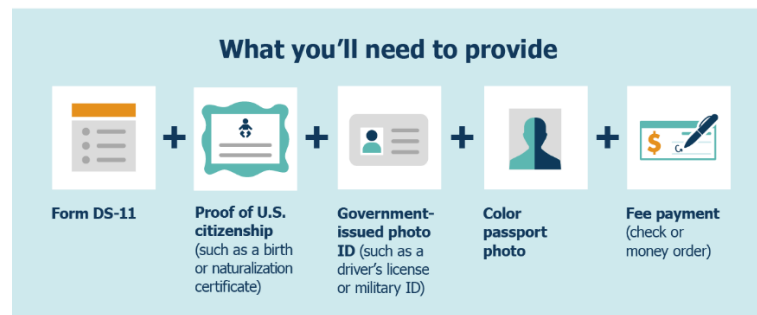 What you'll need to provide
Form DS-11
Proof of U.S.
citizenship
(such as a birth
or naturalization
certificate)
Government-
issued photo
ID (such as a
driver's license
or military ID)
Color
passport
photo
Fee payment
(check or
money order)